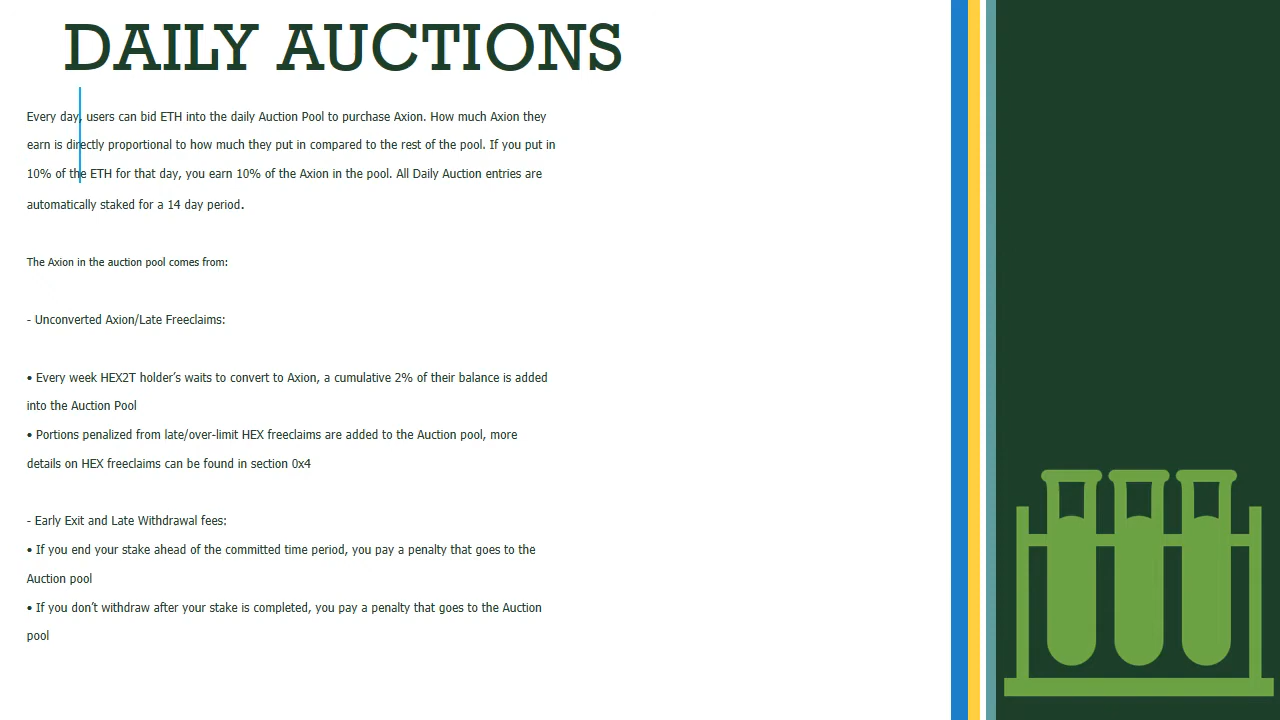 DAILY AUCTIONS
Every day, users can bid ETH into the daily Auction Pool to purchase Axion. How much Axion they
earn is directly proportional to how much they put in compared to the rest of the pool. If you put in
10% of the ETH for that day, you earn 10% of the Axion in the pool. All Daily Auction entries are
automatically staked for a 14 day period.
The Axion in the auction pool comes from:
- Unconverted Axion/Late Freeclaims:
• Every week HEX2T holder’s waits to convert to Axion, a cumulative 2% of their balance is added
into the Auction Pool
• Portions penalized from late/over-limit HEX freeclaims are added to the Auction pool, more
details on HEX freeclaims can be found in section 0x4
- Early Exit and Late Withdrawal fees:
• If you end your stake ahead of the committed time period, you pay a penalty that goes to the
Auction pool
• If you don’t withdraw after your stake is completed, you pay a penalty that goes to the Auction
pool